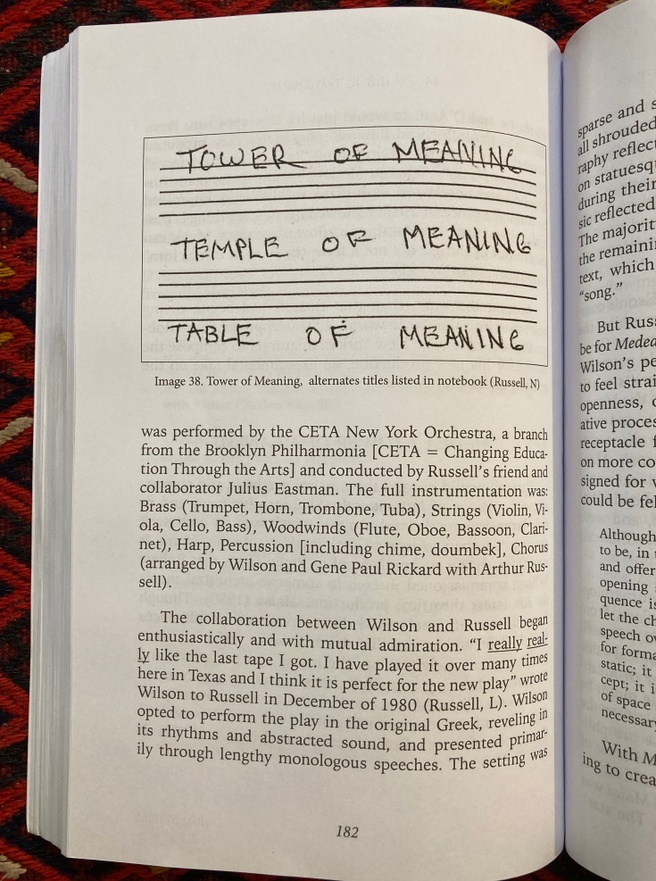 TOWER OF MEANING
TEMPLE OF MEANING
TABLE OF MEANING
Image 38. Tower of Meaning, alternates titles listed in notebook (Russell, N)
was performed by the CETA New York Orchestra, a branch
from the Brooklyn Philharmonia [CETA = Changing Educa-
tion Through the Arts] and conducted by Russell's friend and
collaborator Julius Eastman. The full instrumentation was:
Brass (Trumpet, Horn, Trombone, Tuba), Strings (Violin, Vi-
ola, Cello, Bass), Woodwinds (Flute, Oboe, Bassoon, Clari-
net), Harp, Percussion [including chime, doumbek], Chorus
(arranged by Wilson and Gene Paul Rickard with Arthur Rus-
sell).
The collaboration between Wilson and Russell began
enthusiastically and with mutual admiration. “I really real-
ly like the last tape I got. I have played it over many times
here in Texas and I think it is perfect for the new play” wrote
Wilson to Russell in December of 1980 (Russell, L). Wilson
opted to perform the play in the original Greek, reveling in
its rhythms and abstracted sound, and presented primar-
ily through lengthy monologous speeches. The setting was
182
sparse and
all shrouded
raphy reflec
on statuesq
during their
sic reflected
The majorit
the remaini
text, which
“song.”
But Rus
be for Medea
Wilson's pe
to feel strai
openness,
ative proces
receptacle
on more co
signed for
could be fel
Although
to be, in
and offer
opening
quence is
let the ch
speech ov
for forma
static; it
cept; it i
of space
necessary
With M
ing to crea